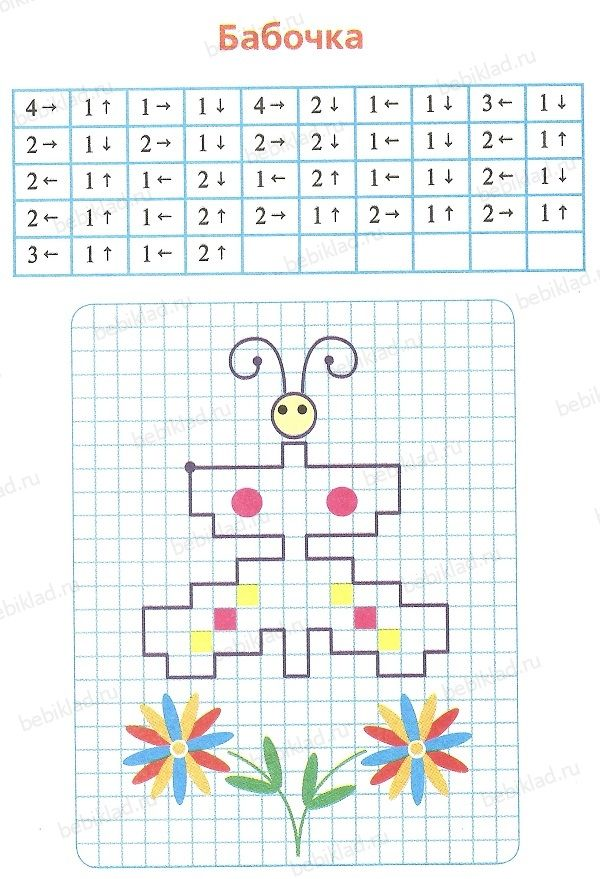 Бабочка
4→ 1↑ 1→ 1↓ 4→ 2↓ 1← 1↓ 3← 1↓
2→ 1↓ 2→ 1↓ 2→ 2↓ 1← 1↓ 2← 1↑
2← 1↑ 1← 2↓ 1← 2↑ 1← 1↓ 2← 1↓
2← 1↑ 1← 2↑ 2→ 1↑ 2→ 1↑ 2→ 1↑
3← 1↑ 1← 2↑
bebiklad.ru